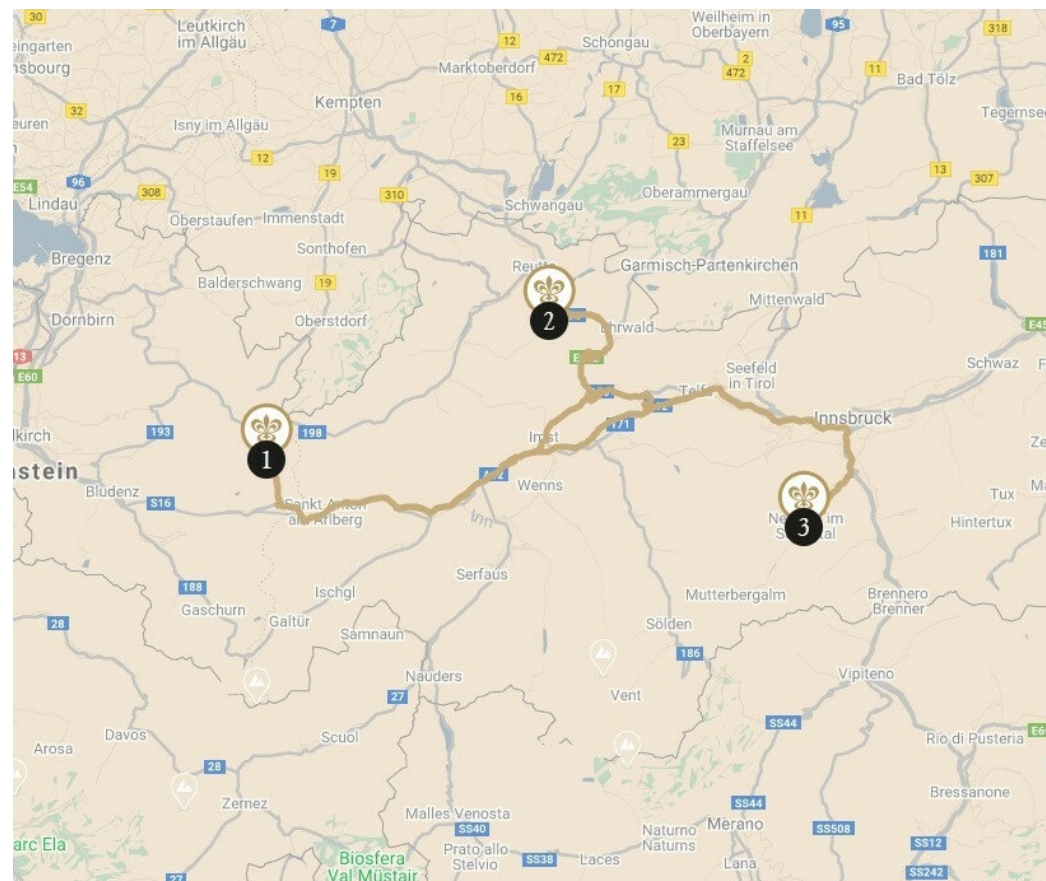 30
Leutkirch
im Allgäu
7
Weilheim in
Oberbayern
95
318
12
Schongau
472
2
472
11
Bad Tölz
Marktoberdorf
16
17
Kempten
32
Isny im Allgäu
12
19
23
Murnau am
Staffelsee
13
307
E54
96
308
310
Oberammergau
Lindau
Schwangau
11
Oberstaufen
Immenstadt
Sonthofen
Bregenz
181
Balderschwang
19
Garmisch-Partenkirchen
Mittenwald
Dornbirn
Oberstdorf
2
Ehrwald
13
E60
Seefeld
in Tirol
Schwaz
193
198
171
Innsbruck
1
Imst
Bludenz
S16
Wenns
Inn
3
Tux
Hintertux
Serfaus
188
Gaschurn
Ischgl
Galtür
Mutterbergalm
Brennero
Brenner
28
Samnaun
Sölden
186
Nauders
Vipiteno
27
Vent
SS44
Arosa
Davos
Scuol
Rio di Pusteria
28
Zernez
Bressanone
Malles Venosta
SS40
SS44
Merano
SS508
Naturno
Naturns
SS12
Prato allo
Stelvio
SS38
Laces
Lana
SS242
Biosfera
Val Müstair
27